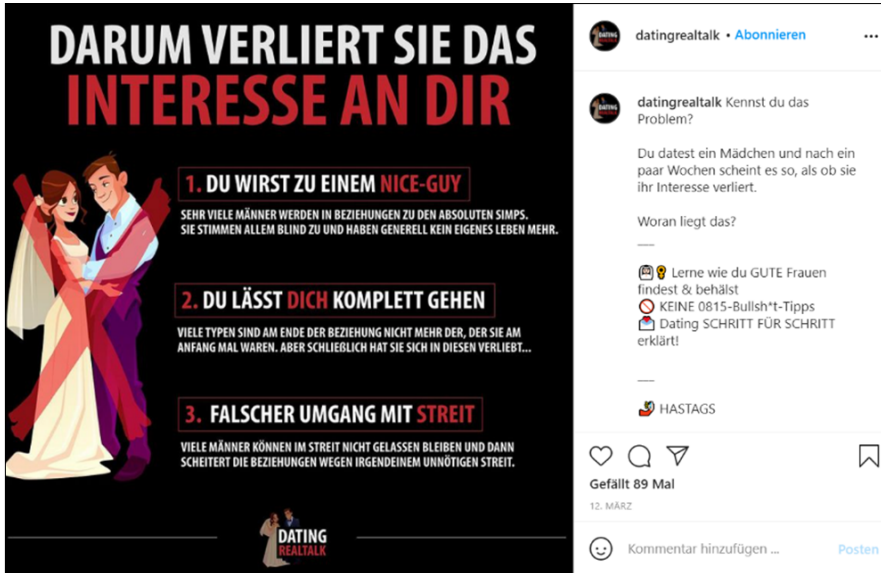 DARUM VERLIERT SIE DAS
INTERESSE AN DIR
1. DU WIRST ZU EINEM NICE-GUY
SEHR VIELE MÄNNER WERDEN IN BEZIEHUNGEN ZU DEN ABSOLUTEN SIMPS.
SIE STIMMEN ALLEM BLIND ZU UND HABEN GENERELL KEIN EIGENES LEBEN MEHR.
2. DU LÄSST DICH KOMPLETT GEHEN
VIELE TYPEN SIND AM ENDE DER BEZIEHUNG NICHT MEHR DER, DER SIE AM
ANFANG MAL WAREN. ABER SCHLIEßLICH HAT SIE SICH IN DIESEN VERLIEBT...
3. FALSCHER UMGANG MIT STREIT
VIELE MÄNNER KÖNNEN IM STREIT NICHT GELASSEN BLEIBEN UND DANN
SCHEITERT DIE BEZIEHUNGEN WEGEN IRGENDEINEM UNNÖTIGEN STREIT.
DATING
REALTALK
datingrealtalk • Abonnieren
datingrealtalk Kennst du das
Problem?
Du datest ein Mädchen und nach ein
paar Wochen scheint es so, als ob sie
ihr Interesse verliert.
Woran liegt das?
Lerne wie du GUTE Frauen
findest & behälst
KEINE 0815-Bullsh*t-Tipps
Dating SCHRITT FÜR SCHRITT
erklärt!
HASTAGS
Gefällt 89 Mal
12. MÄRZ
Kommentar hinzufügen ...
Posten